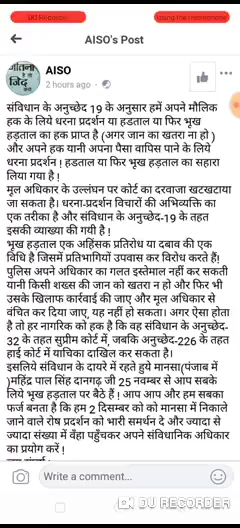 AISO's Post
AISO
2 hours ago
संविधान के अनुच्छेद 19 के अनुसार हमें अपने मौलिक
हक के लिये धरना प्रदर्शन या हडताल या फिर भूख
हड़ताल का हक प्राप्त है (अगर जान का खतरा ना हो )
और अपने हक यानी अपना पैसा वापिस पाने के लिये
धरना प्रदर्शन ! हडताल या फिर भूख हड़ताल का सहारा
लिया गया है !
मूल अधिकार के उल्लंघन पर कोर्ट का दरवाजा खटखटाया
जा सकता है। धरना-प्रदर्शन विचारों की अभिव्यक्ति का
एक तरीका है और संविधान के अनुच्छेद-19 के तहत
इसकी व्याख्या की गयी है !
भूख हड़ताल एक अहिंसक प्रतिरोध या दबाव की एक
विधि है जिसमें प्रतिभागियों उपवास कर विरोध करते हैं!
पुलिस अपने अधिकार का गलत इस्तेमाल नहीं कर सकती
यानी किसी शख्स की जान को खतरा न हो और फिर भी
उसके खिलाफ कार्रवाई की जाए और मूल अधिकार से
वंचित कर दिया जाए, यह नहीं हो सकता। अगर ऐसा होता
है तो हर नागरिक को हक है कि वह संविधान के अनुच्छेद-
32 के तहत सुप्रीम कोर्ट में, जबकि अनुच्छेद-226 के तहत
हाई कोर्ट में याचिका दाखिल कर सकता है।
इसलिये संविधान के दायरे में रहते हुये मानसा(पंजाब में
)महिंद्र पाल सिंह दानगढ़ जी 25 नवम्बर से आप सबके
लिये भूख हड़ताल पर बैठे हैं ! आप आप और हम सबका
फर्ज बनता है कि हम 2 दिसम्बर को को मानसा में निकाले
जाने वाले रोष प्रदर्शन को भारी समर्थन दे और ज्यादा से
ज्यादा संख्या में वँहा पहुँचकर अपने संवैधानिक अधिकार
का प्रयोग करें !
Write a comment...
DU RECORDER